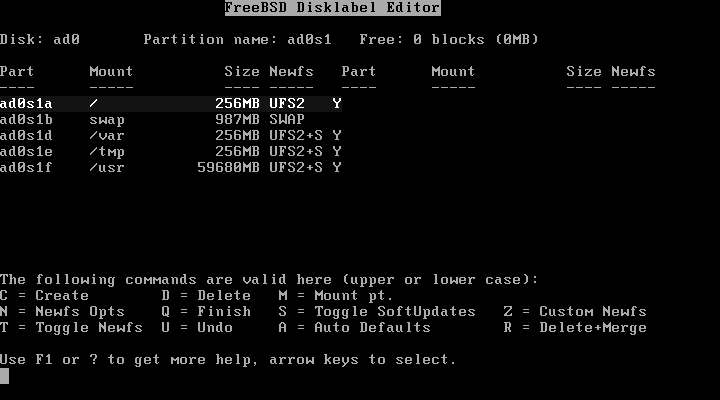 FreeBSD Disklabel Editor
Disk: ad0       Partition name: ad0s1   Free: 0 blocks (0MB)
Part      Mount          Size Newfs   Part      Mount          Size Newfs
----      -----          ---- -----   ----      -----          ---- -----
ad0s1a    /             256MB UFS2   Y
ad0s1b    swap          987MB SWAP
ad0s1d    /var          256MB UFS2+S Y
ad0s1e    /tmp          256MB UFS2+S Y
ad0s1f    /usr        59680MB UFS2+S Y
The following commands are valid here (upper or lower case):
C = Create        D = Delete   M = Mount pt.
N = Newfs Opts    Q = Finish   S = Toggle SoftUpdates   Z = Custom Newfs
T = Toggle Newfs  U = Undo     A = Auto Defaults        R = Delete+Merge
Use F1 or ? to get more help, arrow keys to select.